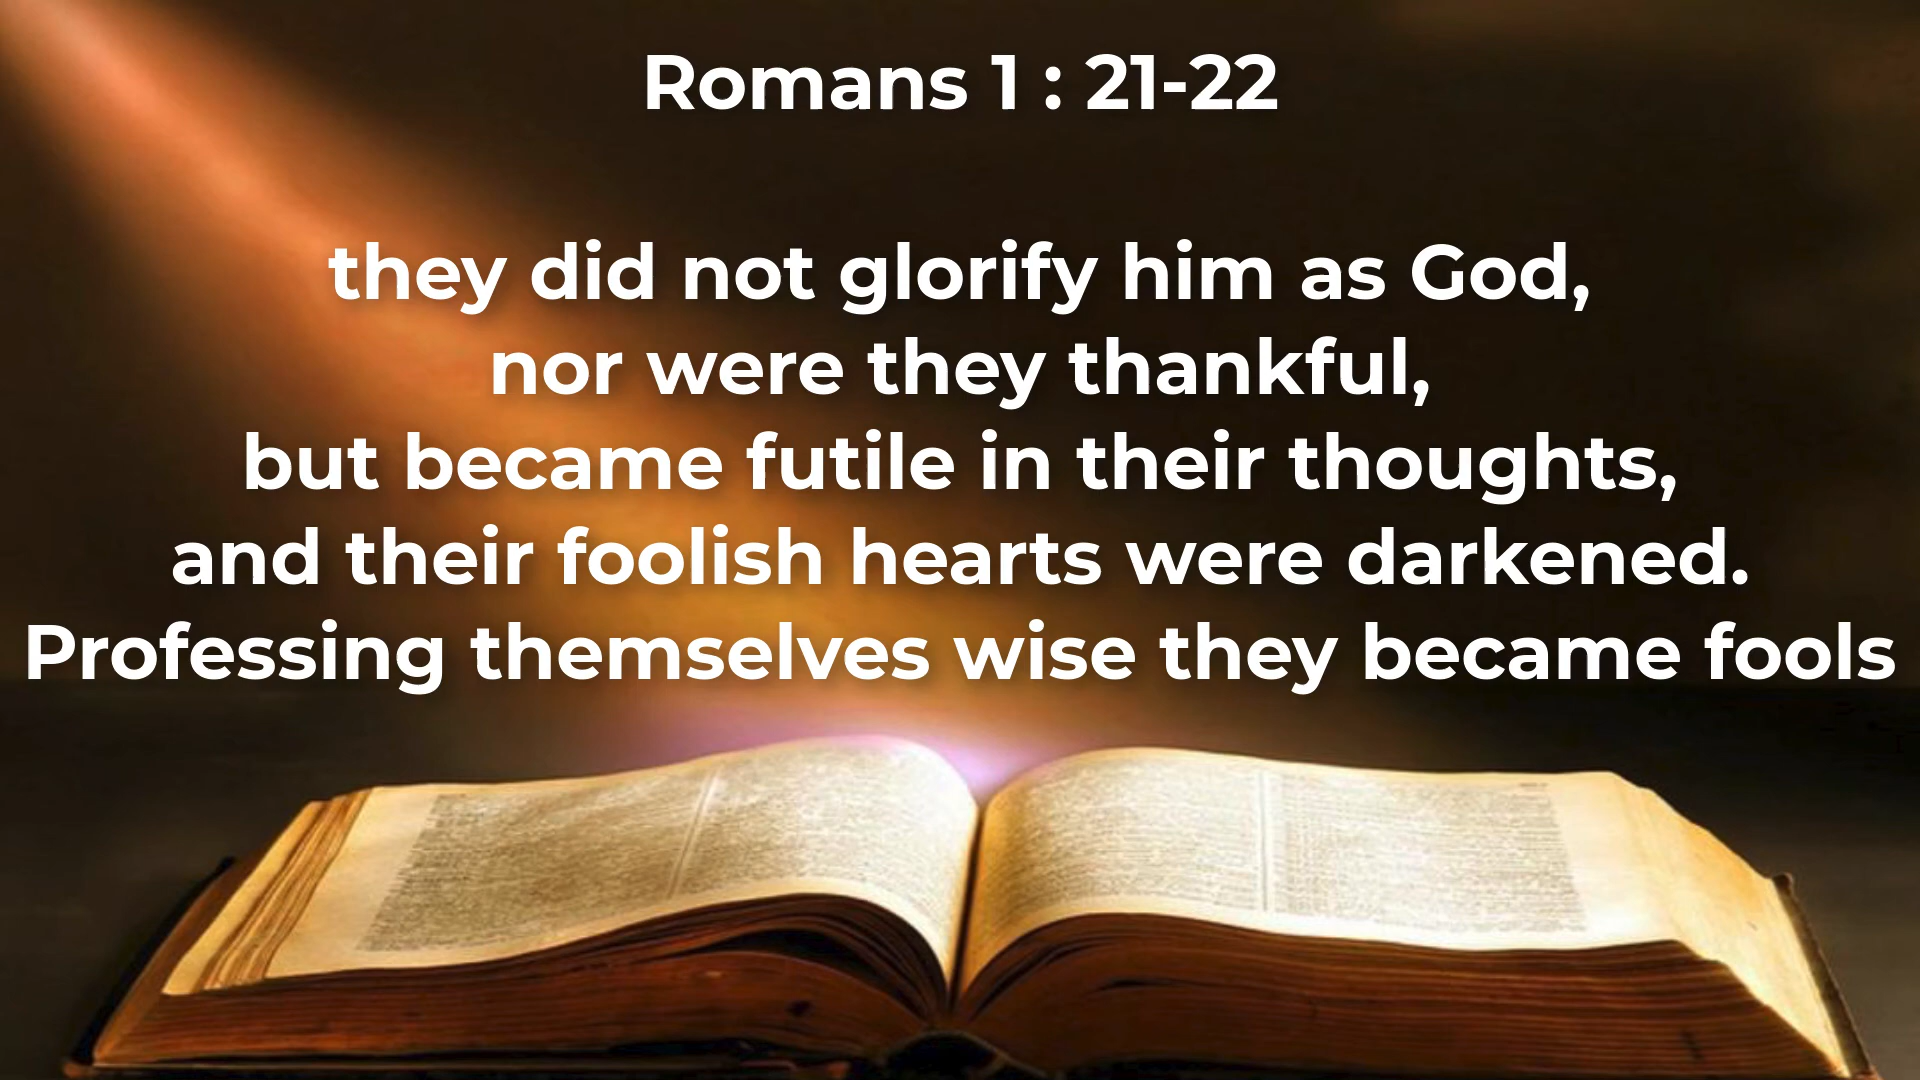 Romans 1 : 21-22
they did not glorify him as God,
nor were they thankful,
but became futile in their thoughts,
and their foolish hearts were darkened.
Professing themselves wise they became fools